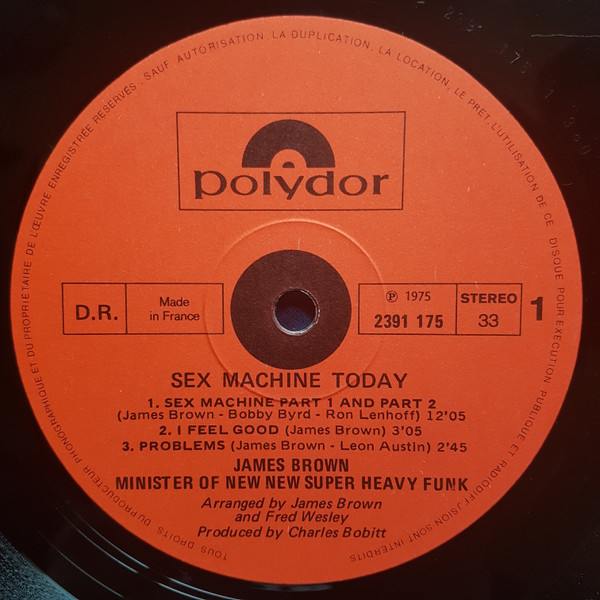 TOUS DROITS DU PRODUCTEUR PHONOGRAPHIQUE ET DU PROPRIETAIRE DE L'ŒUVRE ENREGISTRÉE RÉSERVÉS. SAUF AUTORISATION, LA DUPLICATION, LA LOCATION, LE PRÊT, L'UTILISATION DE CE DISQUE POUR EXECUTION PUBLIQUE ET RADIODIFFUSION SONT INTERDITS
polydor
D.R.
Made
in France
℗ 1975
2391 175
STEREO
33
1
SEX MACHINE TODAY
1. SEX MACHINE PART 1 AND PART 2
(James Brown - Bobby Byrd - Ron Lenhoff) 12'05
2. I FEEL GOOD (James Brown) 3'05
3. PROBLEMS (James Brown - Leon Austin) 2'45
JAMES BROWN
MINISTER OF NEW NEW SUPER HEAVY FUNK
Arranged by James Brown
and Fred Wesley
Produced by Charles Bobitt